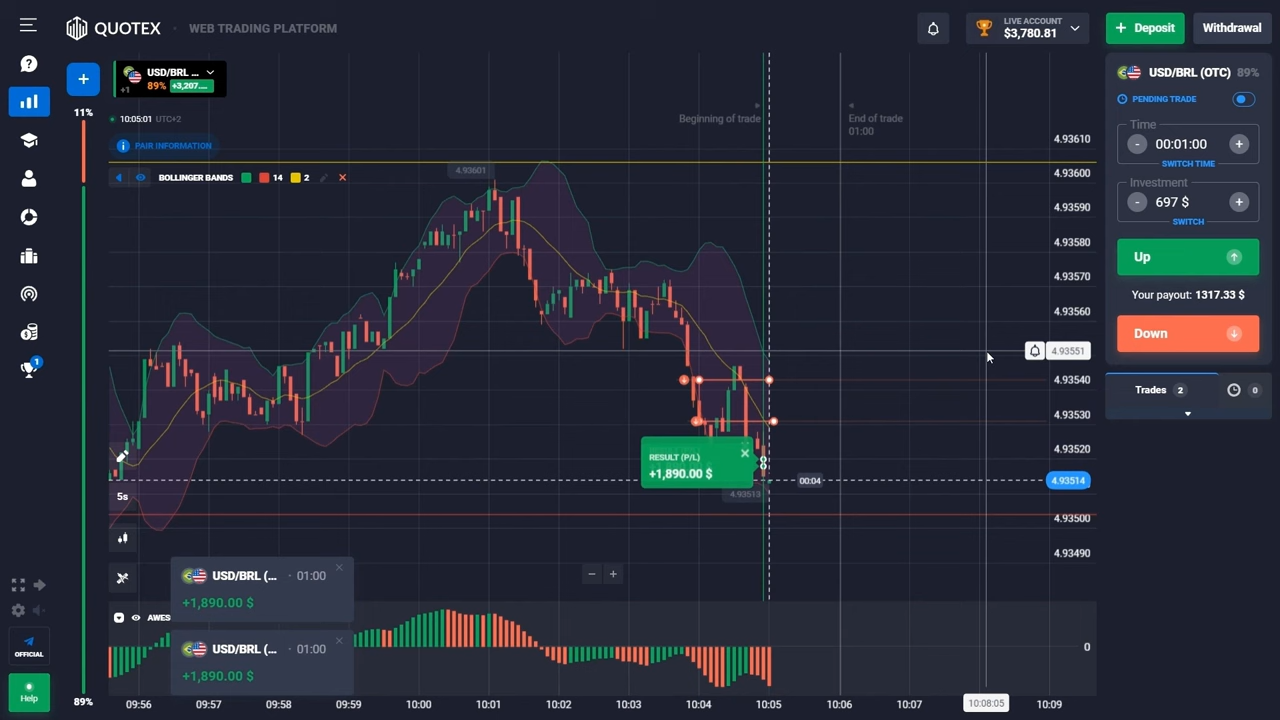 QUOTEX
WEB TRADING PLATFORM
LIVE ACCOUNT
$3,780.81
+ Deposit
Withdrawal
+
USD/BRL ...
+1
89%
+3,207....
11%
10:05:01 UTC+2
PAIR INFORMATION
BOLLINGER BANDS
14
2
4.93601
Beginning of trade
End of trade
01:00
4.93610
4.93600
4.93590
4.93580
4.93570
4.93560
4.93551
4.93540
4.93530
4.93520
4.93514
4.93500
4.93490
USD/BRL (OTC) 89%
PENDING TRADE
Time
- 00:01:00 +
SWITCH TIME
Investment
- 697 $ +
SWITCH
Up
Your payout: 1317.33 $
Down
Trades 2
0
RESULT (P/L)
+1,890.00 $
00:04
4.93513
5s
- +
USD/BRL (... - 01:00
+1,890.00 $
USD/BRL (... - 01:00
+1,890.00 $
AWES
0
1
OFFICIAL
Help
89%
09:56
09:57
09:58
09:59
10:00
10:01
10:02
10:03
10:04
10:05
10:06
10:07
10:08:05
10:09